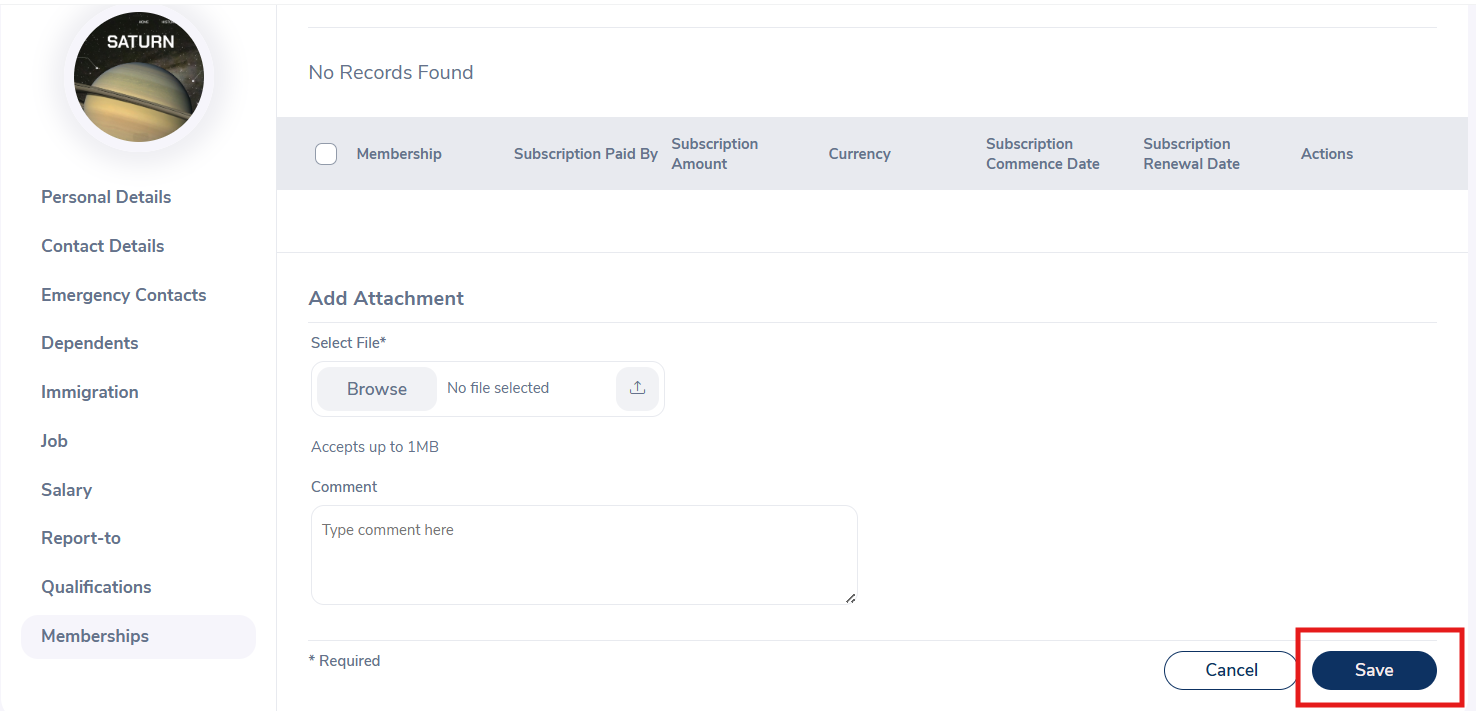 SATURN
Personal Details
Contact Details
Emergency Contacts
Dependents
Immigration
Job
Salary
Report-to
Qualifications
Memberships
No Records Found
Membership
Subscription Paid By
Subscription
Amount
Currency
Subscription
Commence Date
Subscription
Renewal Date
Actions
Add Attachment
Select File*
Browse
No file selected
Accepts up to 1MB
Comment
Type comment here
* Required
Cancel
Save